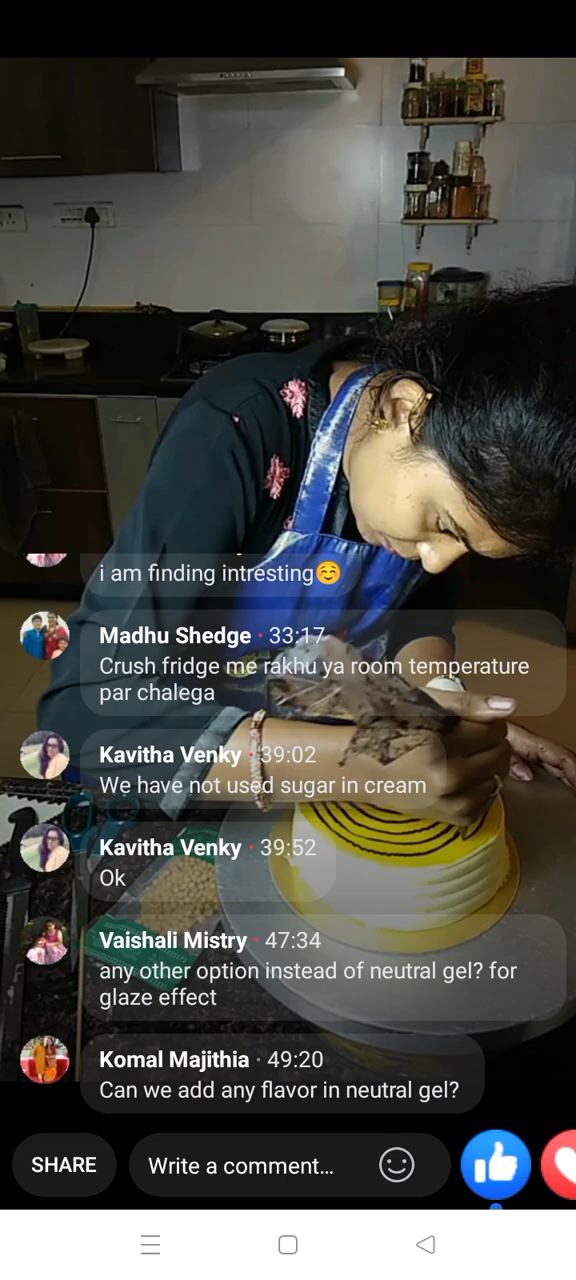 i am finding intresting☺️
Madhu Shedge · 33:17
Crush fridge me rakhu ya room temperature
par chalega
Kavitha Venky · 39:02
We have not used sugar in cream
Kavitha Venky · 39:52
Ok
Vaishali Mistry · 47:34
any other option instead of neutral gel? for
glaze effect
Komal Majithia · 49:20
Can we add any flavor in neutral gel?
SHARE
Write a comment...